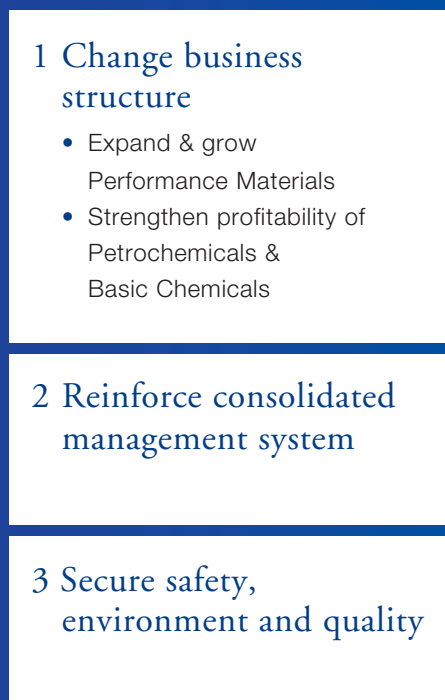 1 Change business
structure
• Expand & grow
Performance Materials
• Strengthen profitability of
Petrochemicals &
Basic Chemicals
2 Reinforce consolidated
management system
3 Secure safety,
environment and quality